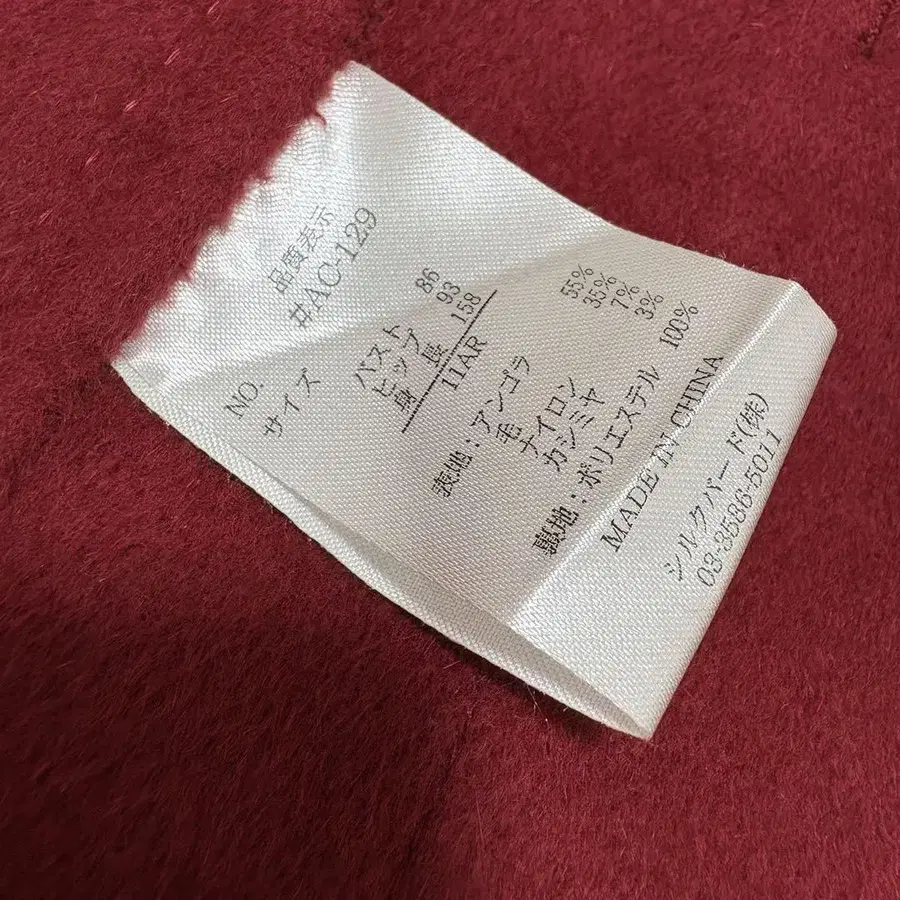 品質表示
NO. #AC-129
サイズ
バスト 86
ヒップ 93
身長 158
11AR
表地：アンゴラ 55%
毛 35%
ナイロン 7%
カシミヤ 3%
裏地：ポリエステル 100%
MADE IN CHINA
シルクバード(株)
03-3586-5011